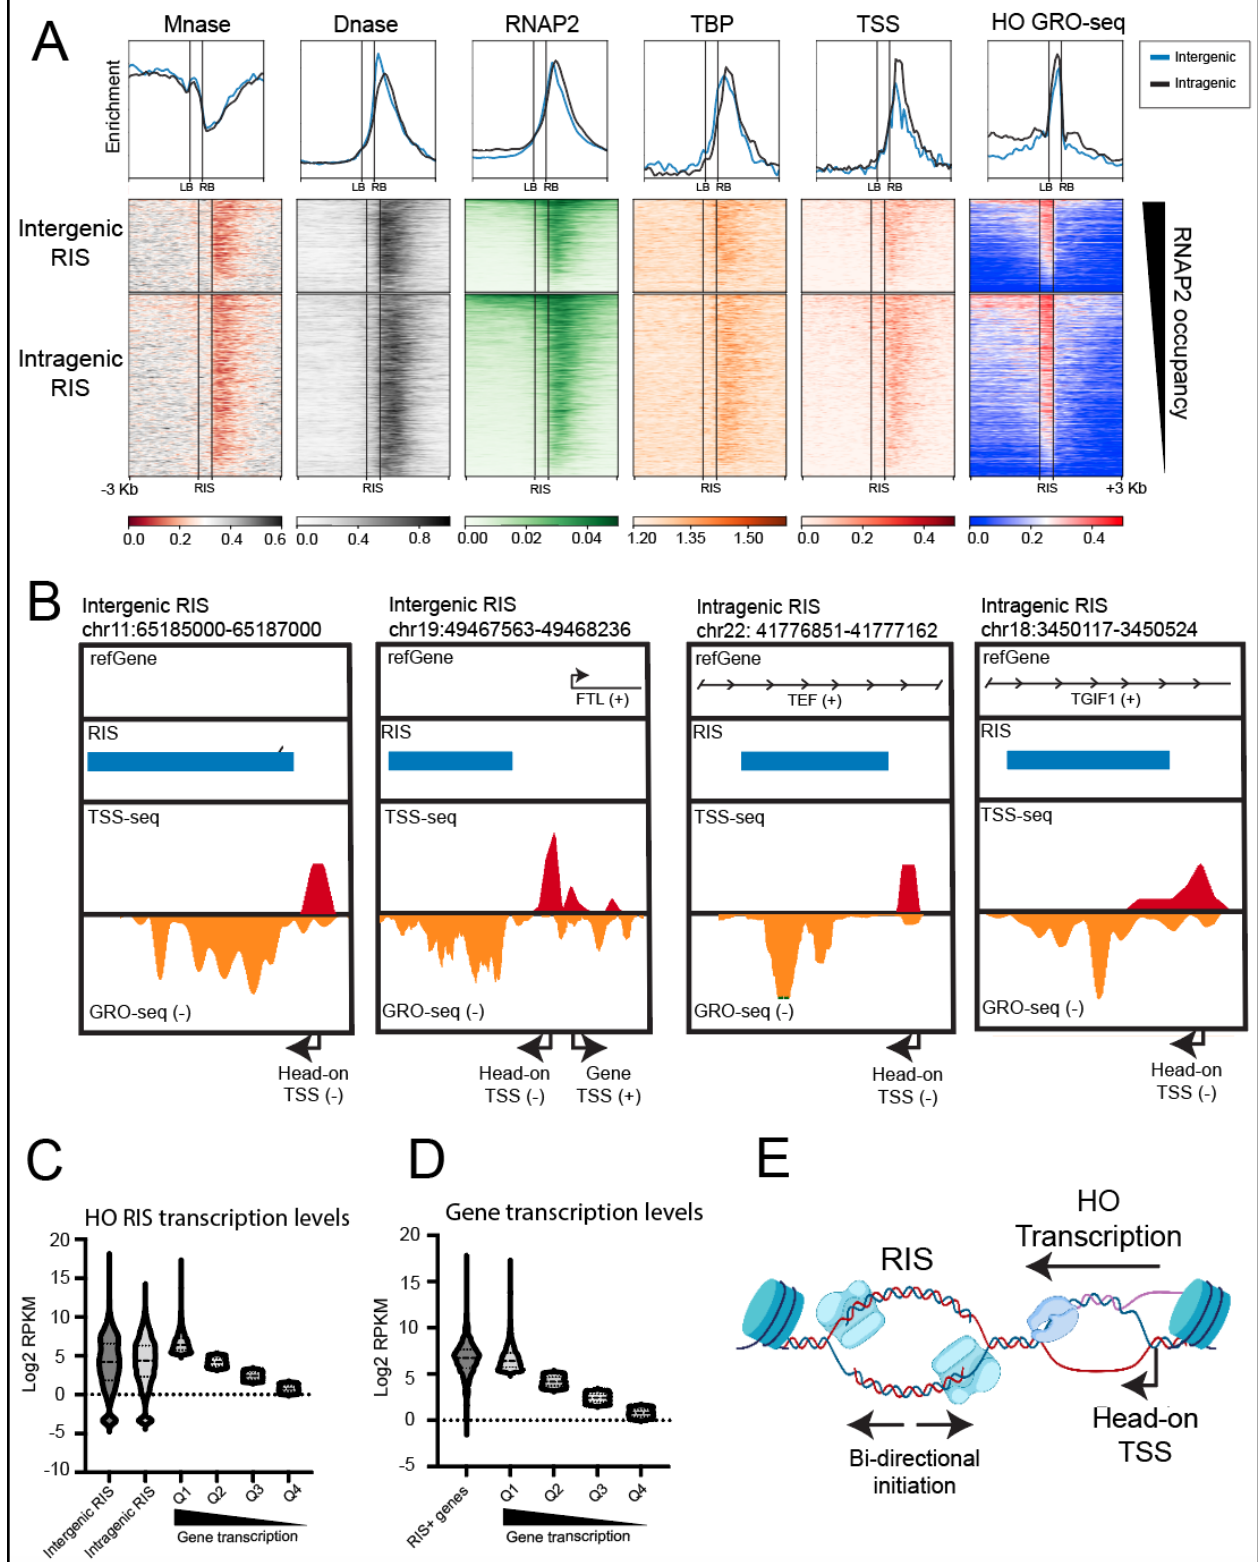 A
Mnase
Dnase
RNAP2
TBP
TSS
HO GRO-seq
Enrichment
Intergenic
Intragenic
LB RB
LB RB
LB RB
LB RB
LB RB
LB RB
Intergenic
RIS
Intragenic
RIS
RNAP2 occupancy
-3 Kb
RIS
RIS
RIS
RIS
RIS
RIS
+3 Kb
0.0 0.2 0.4 0.6
0.0 0.4 0.8
0.00 0.02 0.04
1.20 1.35 1.50
0.0 0.2 0.4
0.0 0.2 0.4
B
Intergenic RIS
chr11:65185000-65187000
refGene
RIS
TSS-seq
GRO-seq (-)
Head-on
TSS (-)
Intergenic RIS
chr19:49467563-49468236
refGene
FTL (+)
RIS
TSS-seq
GRO-seq (-)
Head-on
TSS (-)
Gene
TSS (+)
Intragenic RIS
chr22: 41776851-41777162
refGene
TEF (+)
RIS
TSS-seq
GRO-seq (-)
Head-on
TSS (-)
Intragenic RIS
chr18:3450117-3450524
refGene
TGIF1 (+)
RIS
TSS-seq
GRO-seq (-)
Head-on
TSS (-)
C
HO RIS transcription levels
Log2 RPKM
20
15
10
5
0
-5
-10
Intergenic RIS
Intragenic RIS
Q1
Q2
Q3
Q4
Gene transcription
D
Gene transcription levels
Log2 RPKM
20
15
10
5
0
-5
RIS+ genes
Q1
Q2
Q3
Q4
Gene transcription
E
HO
Transcription
RIS
Head-on
TSS
Bi-directional
initiation